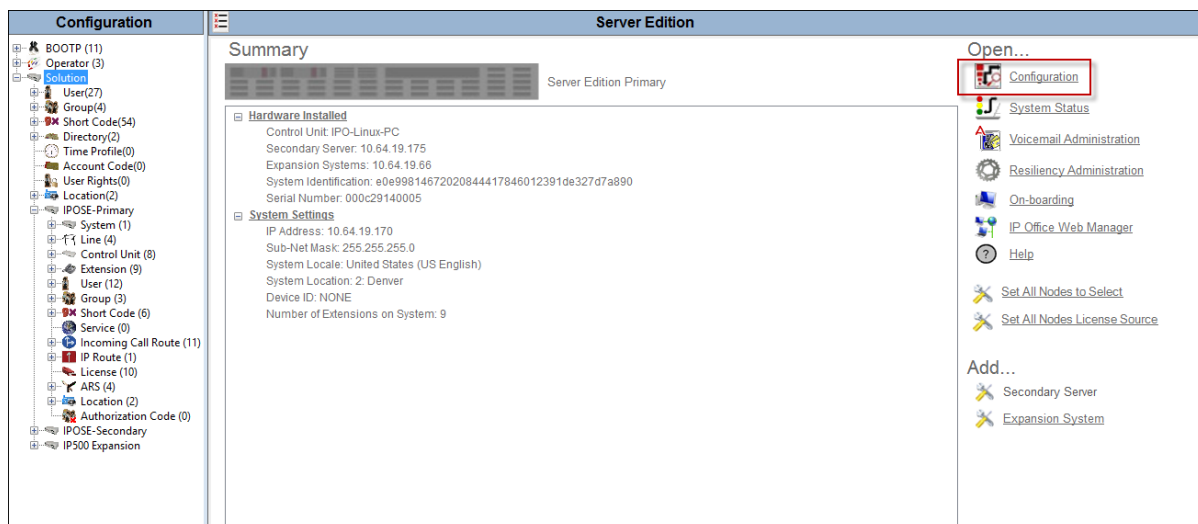 Configuration
BOOTP (11)
Operator (3)
Solution
User(27)
Group(4)
Short Code(54)
Directory(2)
Time Profile(0)
Account Code(0)
User Rights(0)
Location(2)
IPOSE-Primary
System (1)
Line (4)
Control Unit (8)
Extension (9)
User (12)
Group (3)
Short Code (6)
Service (0)
Incoming Call Route (11)
IP Route (1)
License (10)
ARS (4)
Location (2)
Authorization Code (0)
IPOSE-Secondary
IP500 Expansion
Server Edition
Summary
Server Edition Primary
Hardware Installed
Control Unit: IPO-Linux-PC
Secondary Server: 10.64.19.175
Expansion Systems: 10.64.19.66
System Identification: e0e99814672020844417846012391de327d7a890
Serial Number: 000c29140005
System Settings
IP Address: 10.64.19.170
Sub-Net Mask: 255.255.255.0
System Locale: United States (US English)
System Location: 2: Denver
Device ID: NONE
Number of Extensions on System: 9
Open...
Configuration
System Status
Voicemail Administration
Resiliency Administration
On-boarding
IP Office Web Manager
Help
Set All Nodes to Select
Set All Nodes License Source
Add...
Secondary Server
Expansion System